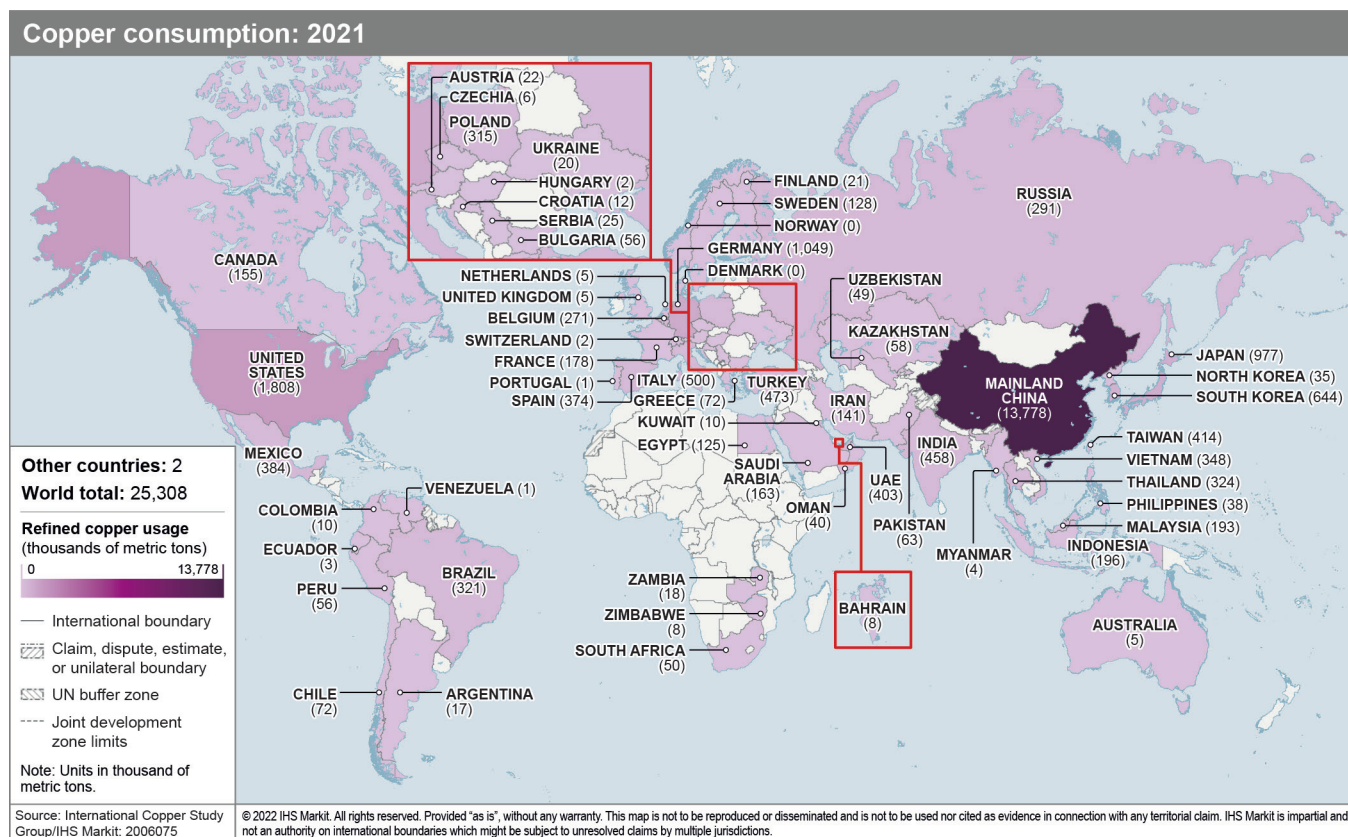 Copper consumption: 2021
AUSTRIA (22)
CZECHIA (6)
POLAND
(315)
UKRAINE
(20)
HUNGARY (2)
CROATIA (12)
SERBIA (25)
BULGARIA (56)
FINLAND (21)
SWEDEN (128)
NORWAY (0)
GERMANY (1,049)
DENMARK (0)
RUSSIA
(291)
CANADA
(155)
NETHERLANDS (5)
UNITED KINGDOM (5)
BELGIUM (271)
SWITZERLAND (2)
FRANCE (178)
PORTUGAL (1)
SPAIN (374)
ITALY (500)
GREECE (72)
TURKEY
(473)
UZBEKISTAN
(49)
KAZAKHSTAN
(58)
UNITED
STATES
(1,808)
MAINLAND
CHINA
(13,778)
JAPAN (977)
NORTH KOREA (35)
SOUTH KOREA (644)
IRAN
(141)
KUWAIT (10)
EGYPT (125)
SAUDI
ARABIA
(163)
UAE
(403)
OMAN
(40)
INDIA
(458)
PAKISTAN
(63)
MYANMAR
(4)
TAIWAN (414)
VIETNAM (348)
THAILAND (324)
PHILIPPINES (38)
MALAYSIA (193)
INDONESIA
(196)
MEXICO
(384)
VENEZUELA (1)
COLOMBIA
(10)
ECUADOR
(3)
PERU
(56)
BRAZIL
(321)
CHILE
(72)
ARGENTINA
(17)
ZAMBIA
(18)
ZIMBABWE
(8)
SOUTH AFRICA
(50)
BAHRAIN
(8)
AUSTRALIA
(5)
Other countries: 2
World total: 25,308
Refined copper usage
(thousands of metric tons)
0 13,778
International boundary
Claim, dispute, estimate,
or unilateral boundary
UN buffer zone
Joint development
zone limits
Note: Units in thousand of
metric tons.
Source: International Copper Study
Group/IHS Markit: 2006075
© 2022 IHS Markit. All rights reserved. Provided “as is”, without any warranty. This map is not to be reproduced or disseminated and is not to be used nor cited as evidence in connection with any territorial claim. IHS Markit is impartial and
not an authority on international boundaries which might be subject to unresolved claims by multiple jurisdictions.